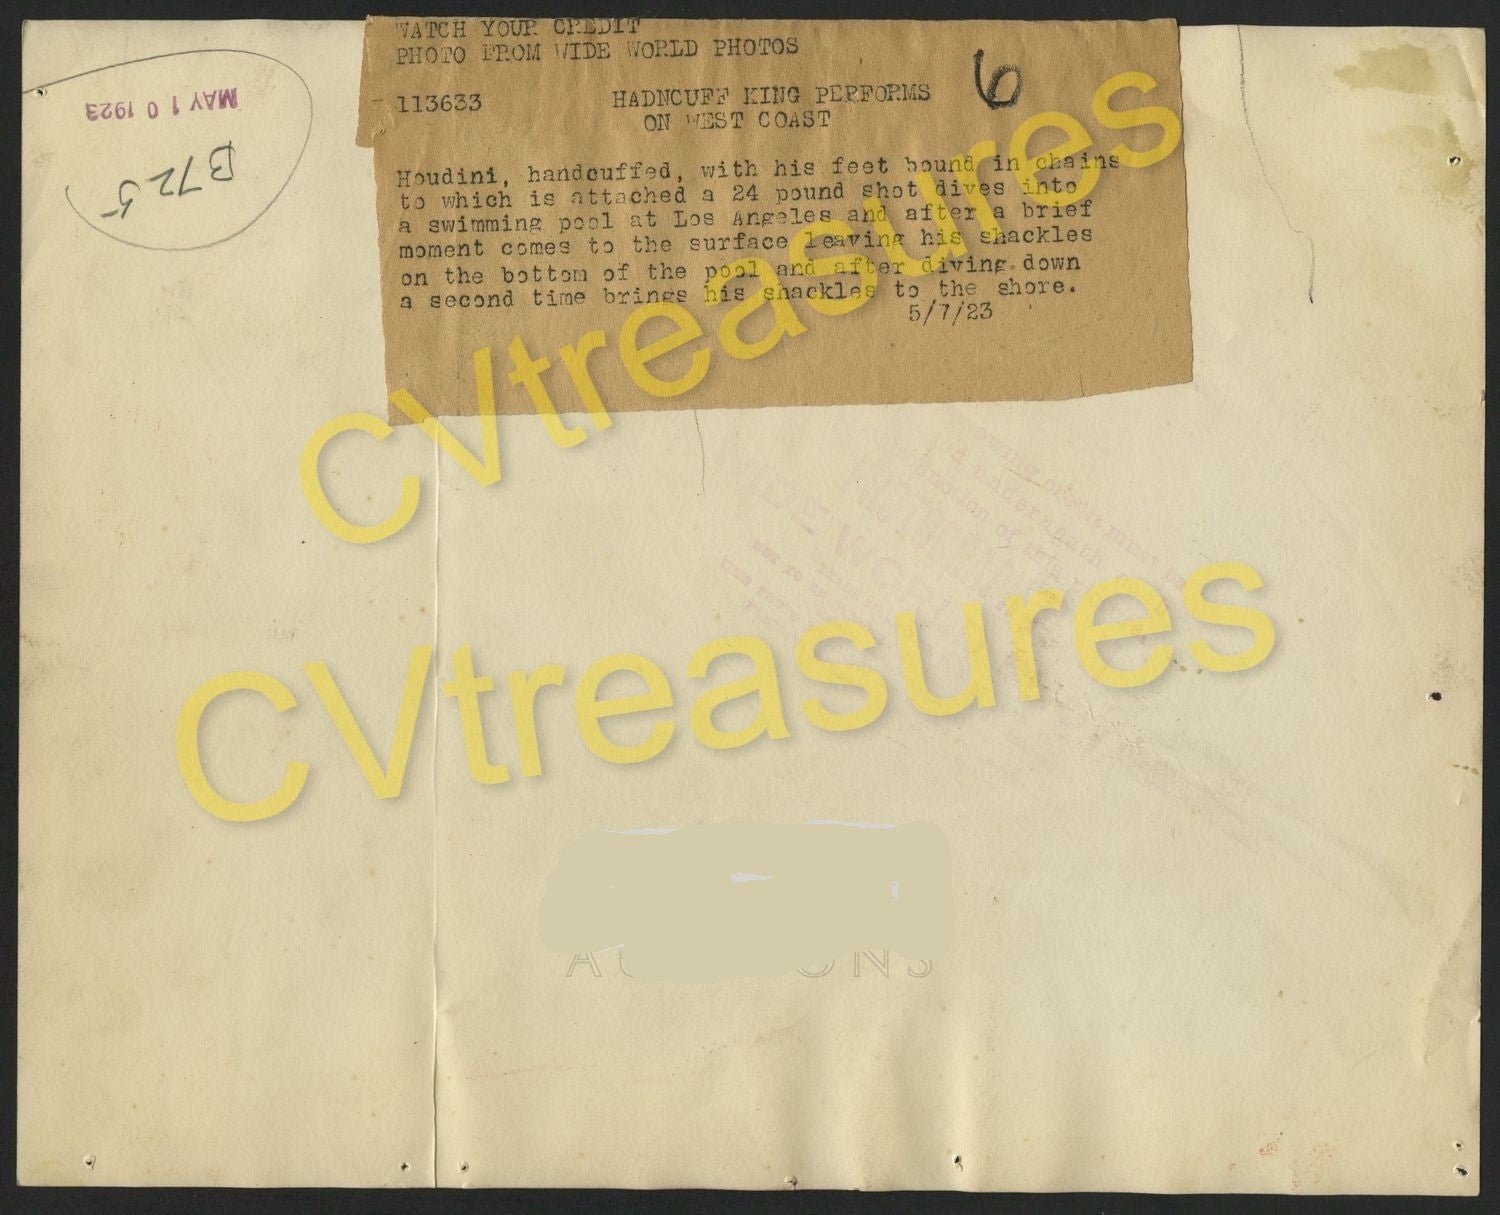 WATCH YOUR CREDIT
PHOTO FROM WIDE WORLD PHOTOS
6
113633
HADNCUFF KING PERFORMS
ON WEST COAST
Houdini, handcuffed, with his feet bound in chains
to which is attached a 24 pound shot dives into
a swimming pool at Los Angeles and after a brief
moment comes to the surface leaving his shackles
on the bottom of the pool and after diving down
a second time brings his shackles to the shore.
5/7/23
MAY 10 1923
B725
CVtreasures
WIDE WORLD
CVtreasures